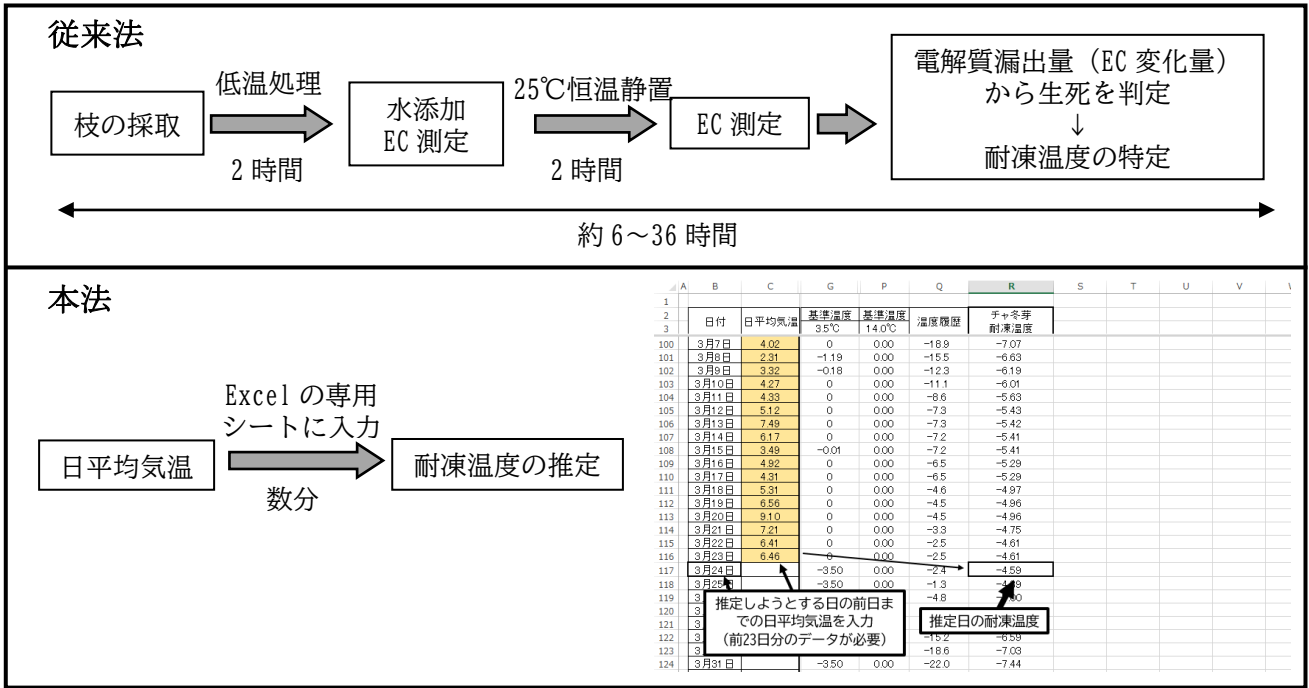 従来法
枝の採取
低温処理
2時間
水添加
EC測定
25℃恒温静置
2時間
EC測定
電解質漏出量（EC変化量）
から生死を判定
↓
耐凍温度の特定
約6～36時間
本法
日平均気温
Excelの専用
シートに入力
数分
耐凍温度の推定
A B C G P Q R S T U V
1
2 日付 日平均気温 基準温度 基準温度 温度履歴 チャ冬芽
3 3.5℃ 14.0℃ 耐凍温度
100 3月7日 4.02 0 0.00 -18.9 -7.07
101 3月8日 2.31 -1.19 0.00 -15.5 -6.63
102 3月9日 3.32 -0.18 0.00 -12.3 -6.19
103 3月10日 4.27 0 0.00 -11.1 -6.01
104 3月11日 4.33 0 0.00 -8.6 -5.63
105 3月12日 5.12 0 0.00 -7.3 -5.43
106 3月13日 7.49 0 0.00 -7.3 -5.42
107 3月14日 6.17 0 0.00 -7.2 -5.41
108 3月15日 3.49 -0.01 0.00 -7.2 -5.41
109 3月16日 4.92 0 0.00 -6.5 -5.29
110 3月17日 4.31 0 0.00 -6.5 -5.29
111 3月18日 5.31 0 0.00 -4.6 -4.97
112 3月19日 6.56 0 0.00 -4.5 -4.96
113 3月20日 9.10 0 0.00 -4.5 -4.96
114 3月21日 7.21 0 0.00 -3.3 -4.75
115 3月22日 6.41 0 0.00 -2.5 -4.61
116 3月23日 6.46 0 0.00 -2.5 -4.61
117 3月24日 -3.50 0.00 -2.4 -4.59
118 -3.50 0.00 -1.3
119 -4.8
120
121
122 -15.2 -6.59
123 -18.6 -7.03
124 3月31日 -3.50 0.00 -22.0 -7.44
推定しようとする日の前日ま
での日平均気温を入力
（前23日分のデータが必要）
推定日の耐凍温度